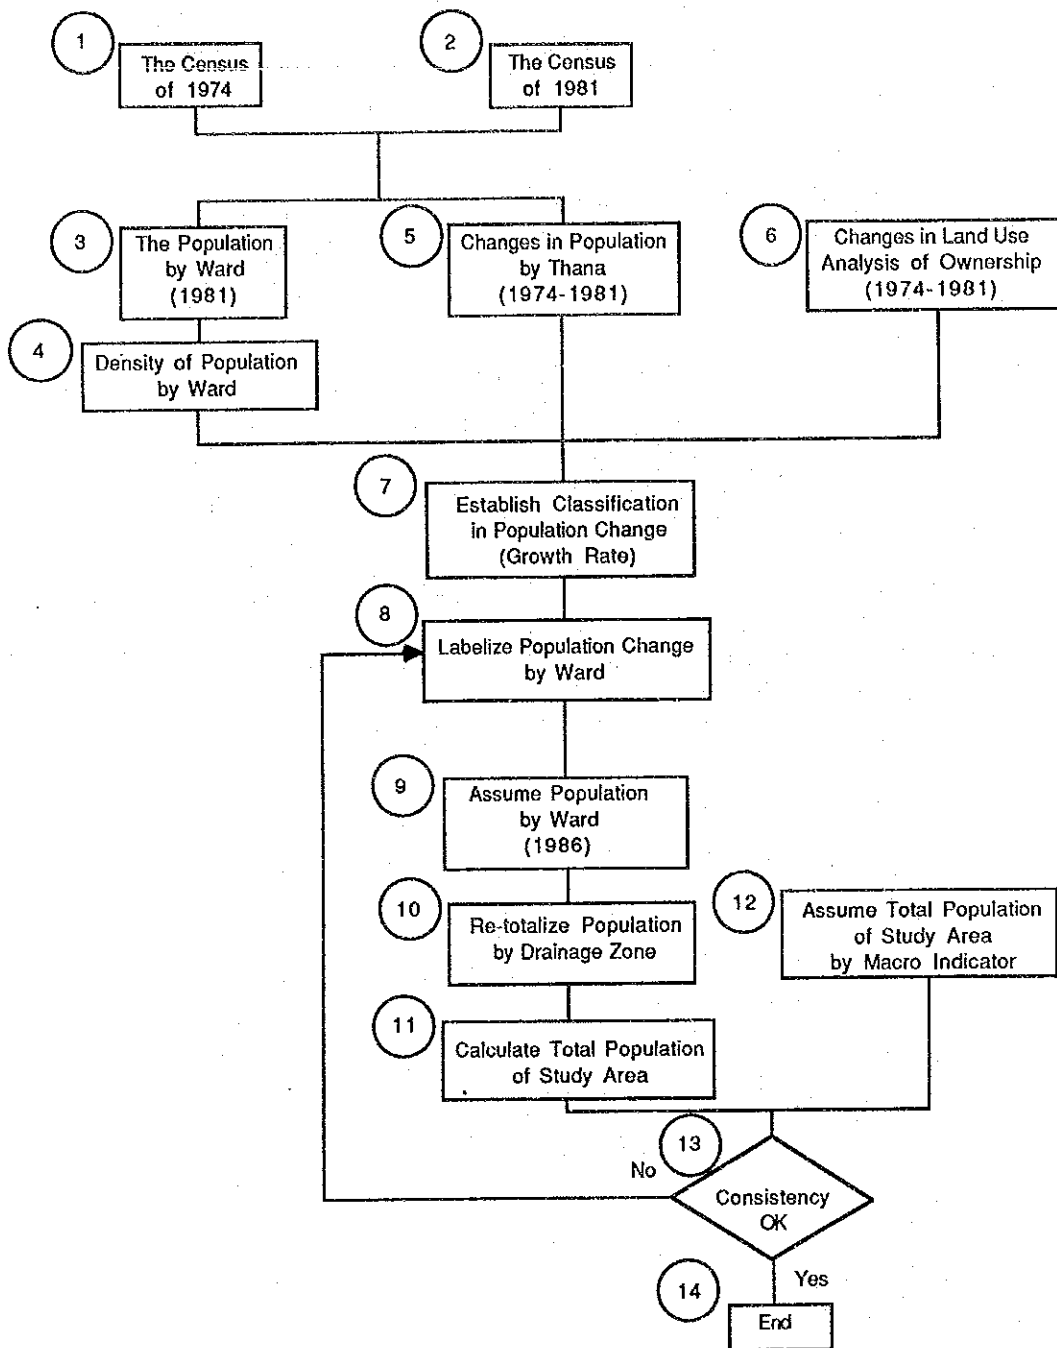 1
The Census
of 1974
2
The Census
of 1981
3
The Population
by Ward
(1981)
5
Changes in Population
by Thana
(1974-1981)
6
Changes in Land Use
Analysis of Ownership
(1974-1981)
4
Density of Population
by Ward
7
Establish Classification
in Population Change
(Growth Rate)
8
Labelize Population Change
by Ward
9
Assume Population
by Ward
(1986)
10
Re-totalize Population
by Drainage Zone
12
Assume Total Population
of Study Area
by Macro Indicator
11
Calculate Total Population
of Study Area
13
No
Consistency
OK
14
Yes
End